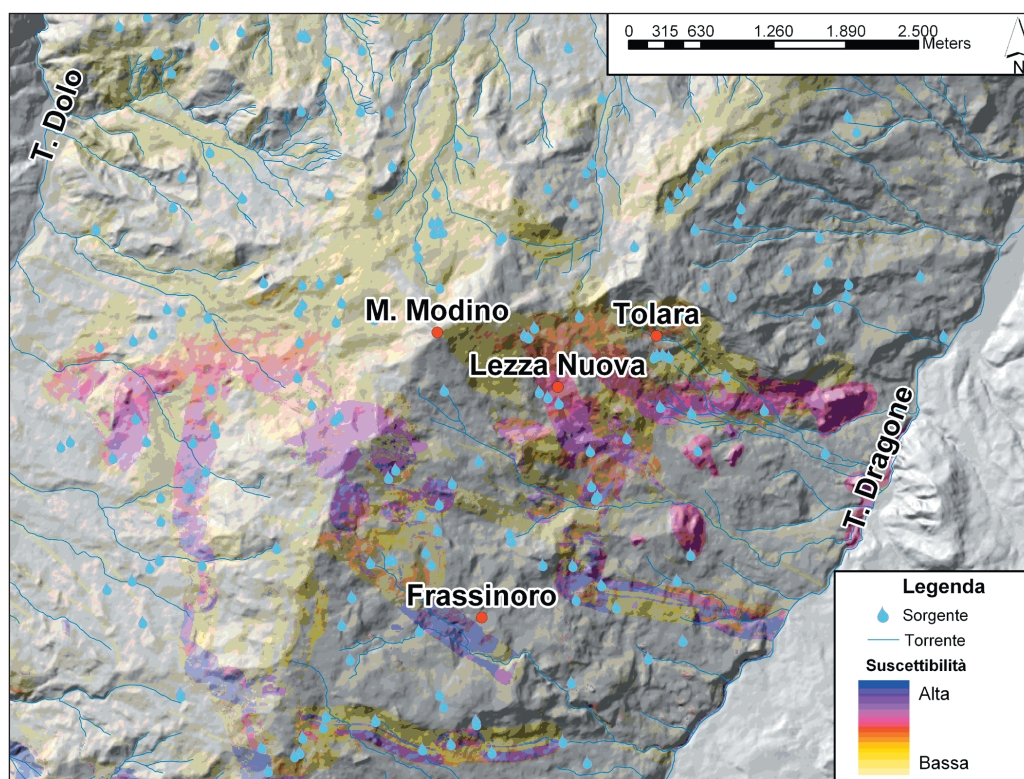 0 315 630 1.260 1.890 2.500
Meters
N
T. Dolo
M. Modino
Tolara
Lezza Nuova
T. Dragone
Frassinoro
Legenda
Sorgente
Torrente
Suscettibilità
Alta
Bassa